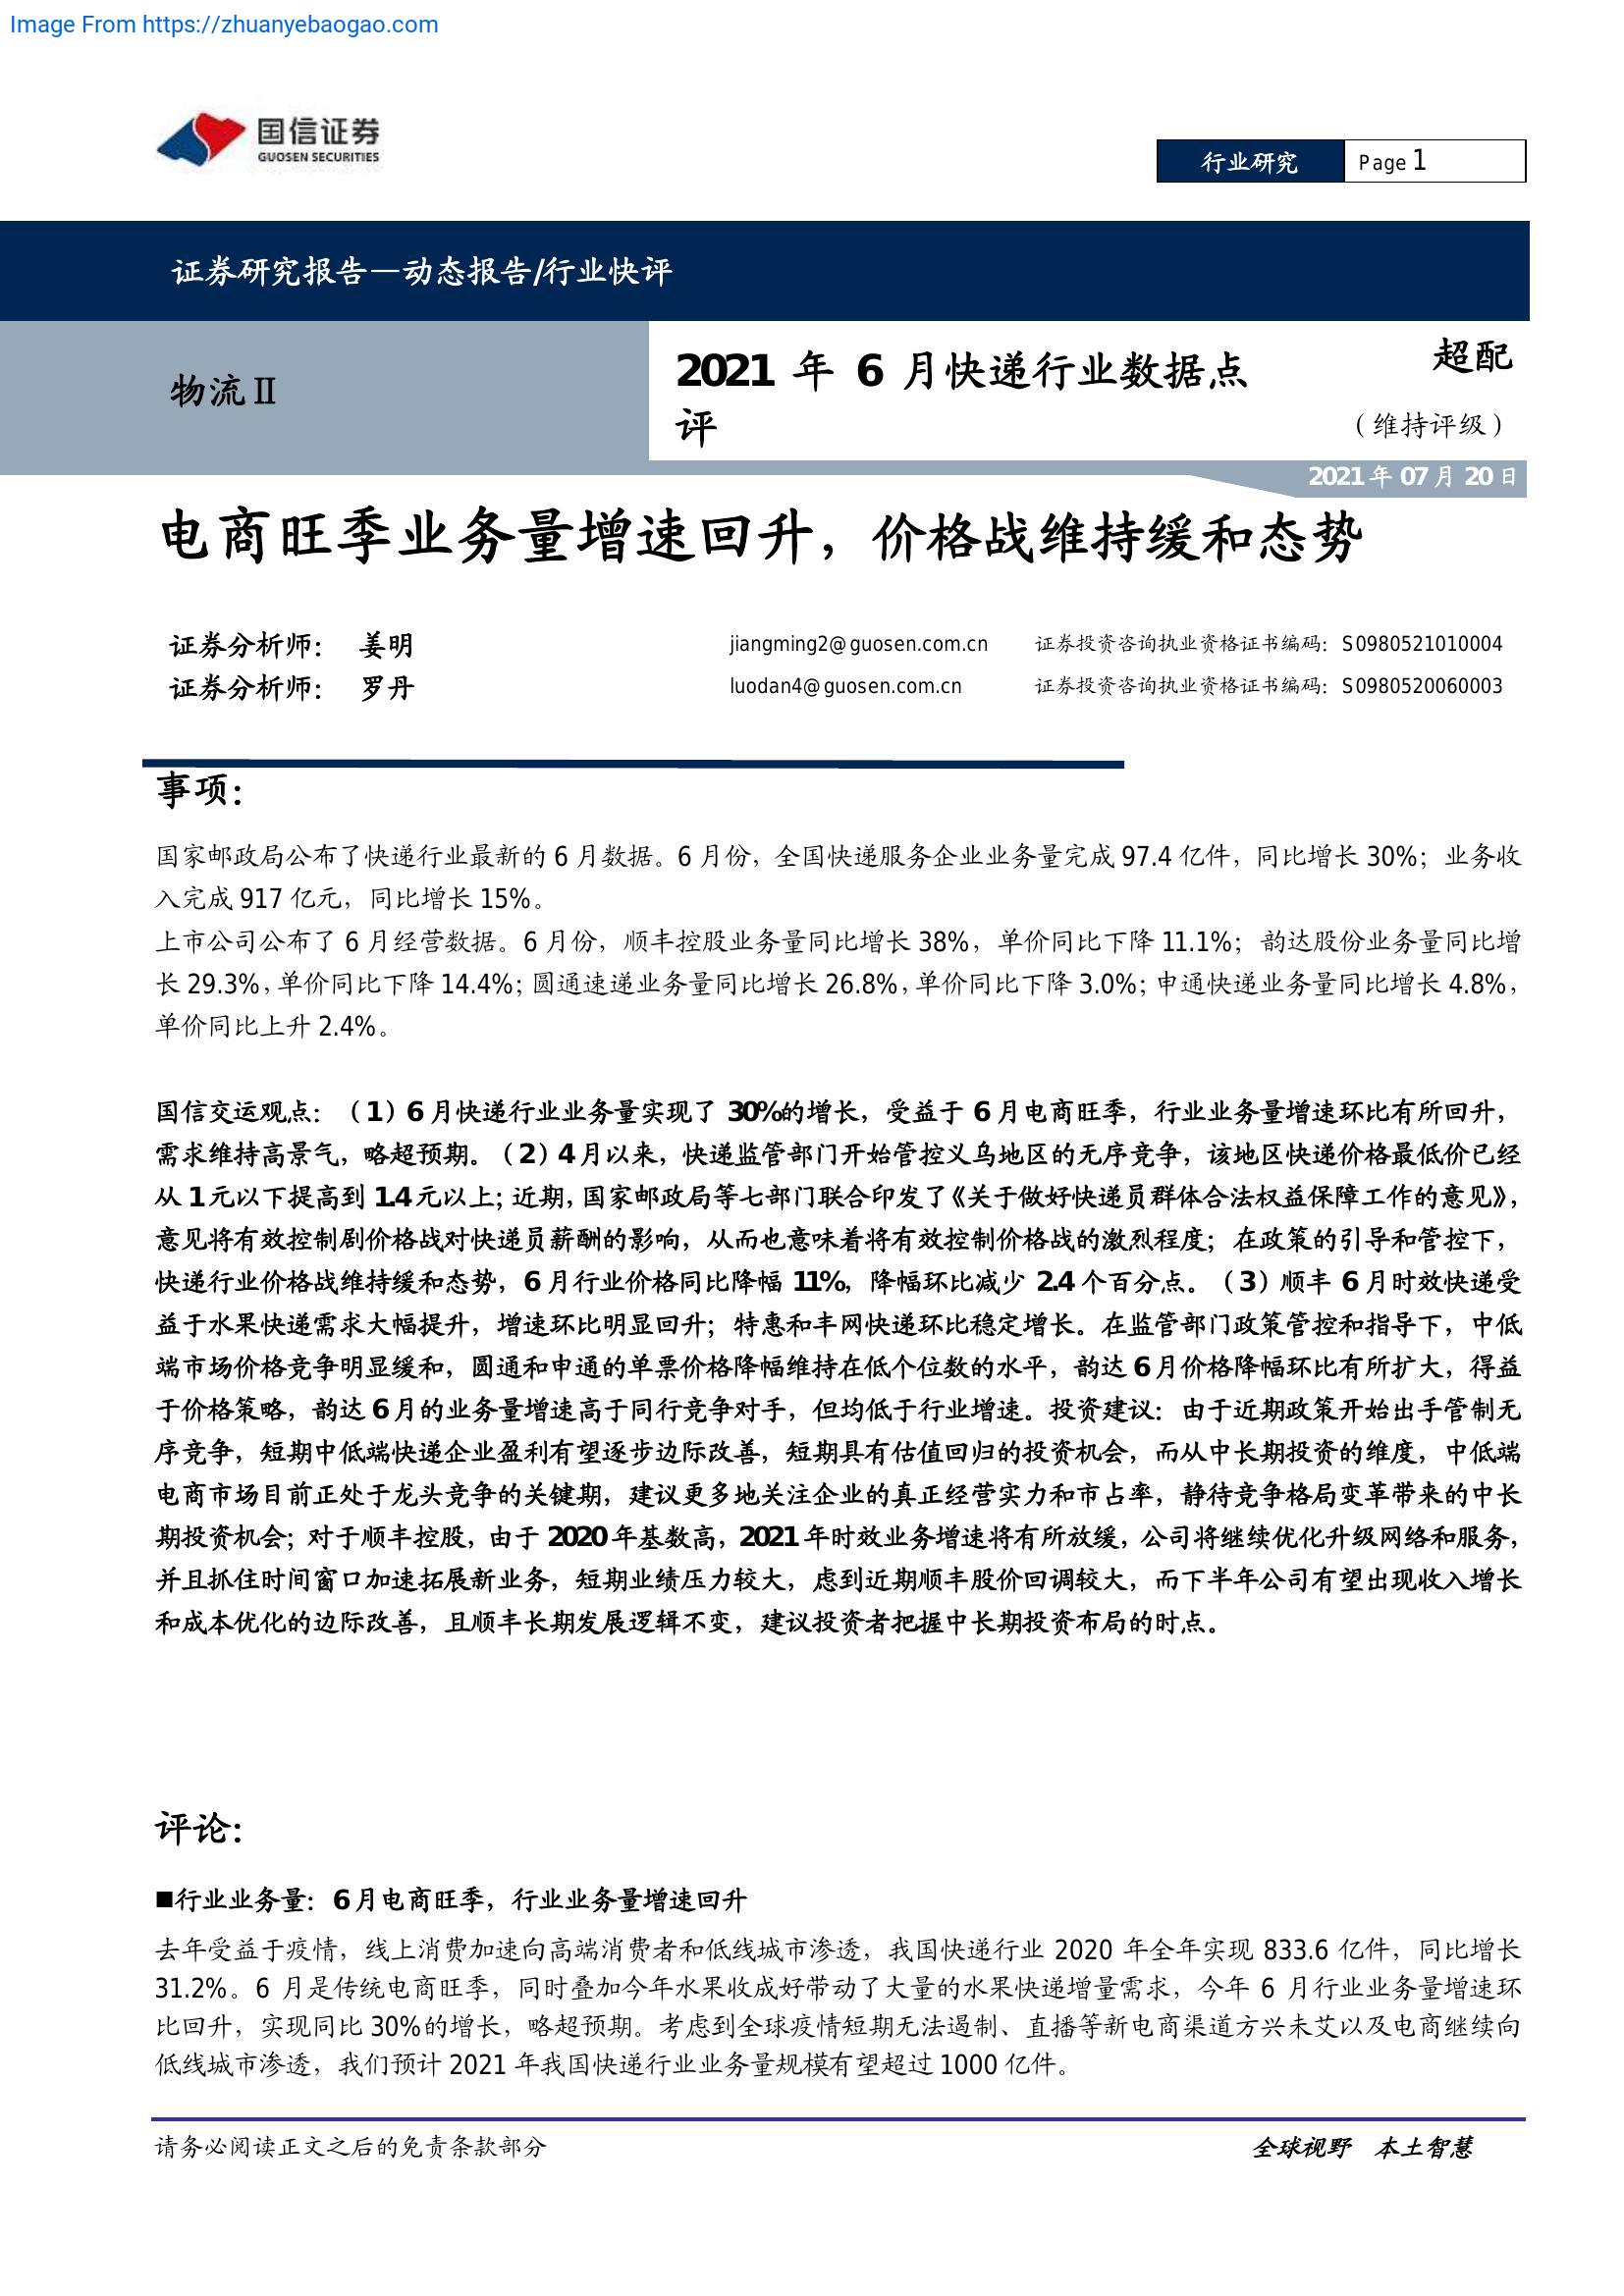 Image From https://zhuanyebaogao.com
国信证券
GUOSEN SECURITIES
行业研究
Page 1
证券研究报告—动态报告/行业快评
物流Ⅱ
2021 年 6 月快递行业数据点
评
超配
（维持评级）
2021 年 07 月 20 日
电商旺季业务量增速回升，价格战维持缓和态势
证券分析师： 姜明 jiangming2@guosen.com.cn 证券投资咨询执业资格证书编码：S0980521010004
证券分析师： 罗丹 luodan4@guosen.com.cn 证券投资咨询执业资格证书编码：S0980520060003
事项：
国家邮政局公布了快递行业最新的 6 月数据。6 月份，全国快递服务企业业务量完成 97.4 亿件，同比增长 30%；业务收
入完成 917 亿元，同比增长 15%。
上市公司公布了 6 月经营数据。6 月份，顺丰控股业务量同比增长 38%，单价同比下降 11.1%；韵达股份业务量同比增
长 29.3%，单价同比下降 14.4%；圆通速递业务量同比增长 26.8%，单价同比下降 3.0%；申通快递业务量同比增长 4.8%，
单价同比上升 2.4%。
国信交运观点：（1）6 月快递行业业务量实现了 30%的增长，受益于 6 月电商旺季，行业业务量增速环比有所回升，
需求维持高景气，略超预期。（2）4 月以来，快递监管部门开始管控义乌地区的无序竞争，该地区快递价格最低价已经
从 1 元以下提高到 1.4 元以上；近期，国家邮政局等七部门联合印发了《关于做好快递员群体合法权益保障工作的意见》，
意见将有效控制剧价格战对快递员薪酬的影响，从而也意味着将有效控制价格战的激烈程度；在政策的引导和管控下，
快递行业价格战维持缓和态势，6 月行业价格同比降幅 11%，降幅环比减少 2.4 个百分点。（3）顺丰 6 月时效快递受
益于水果快递需求大幅提升，增速环比明显回升；特惠和丰网快递环比稳定增长。在监管部门政策管控和指导下，中低
端市场价格竞争明显缓和，圆通和申通的单票价格降幅维持在低个位数的水平，韵达 6 月价格降幅环比有所扩大，得益
于价格策略，韵达 6 月的业务量增速高于同行竞争对手，但均低于行业增速。投资建议：由于近期政策开始出手管制无
序竞争，短期中低端快递企业盈利有望逐步边际改善，短期具有估值回归的投资机会，而从中长期投资的维度，中低端
电商市场目前正处于龙头竞争的关键期，建议更多地关注企业的真正经营实力和市占率，静待竞争格局变革带来的中长
期投资机会；对于顺丰控股，由于 2020 年基数高，2021 年时效业务增速将有所放缓，公司将继续优化升级网络和服务，
并且抓住时间窗口加速拓展新业务，短期业绩压力较大，虑到近期顺丰股价回调较大，而下半年公司有望出现收入增长
和成本优化的边际改善，且顺丰长期发展逻辑不变，建议投资者把握中长期投资布局的时点。
评论：
■行业业务量：6 月电商旺季，行业业务量增速回升
去年受益于疫情，线上消费加速向高端消费者和低线城市渗透，我国快递行业 2020 年全年实现 833.6 亿件，同比增长
31.2%。6 月是传统电商旺季，同时叠加今年水果收成好带动了大量的水果快递增量需求，今年 6 月行业业务量增速环
比回升，实现同比 30%的增长，略超预期。考虑到全球疫情短期无法遏制、直播等新电商渠道方兴未艾以及电商继续向
低线城市渗透，我们预计 2021 年我国快递行业业务量规模有望超过 1000 亿件。
请务必阅读正文之后的免责条款部分
全球视野 本土智慧